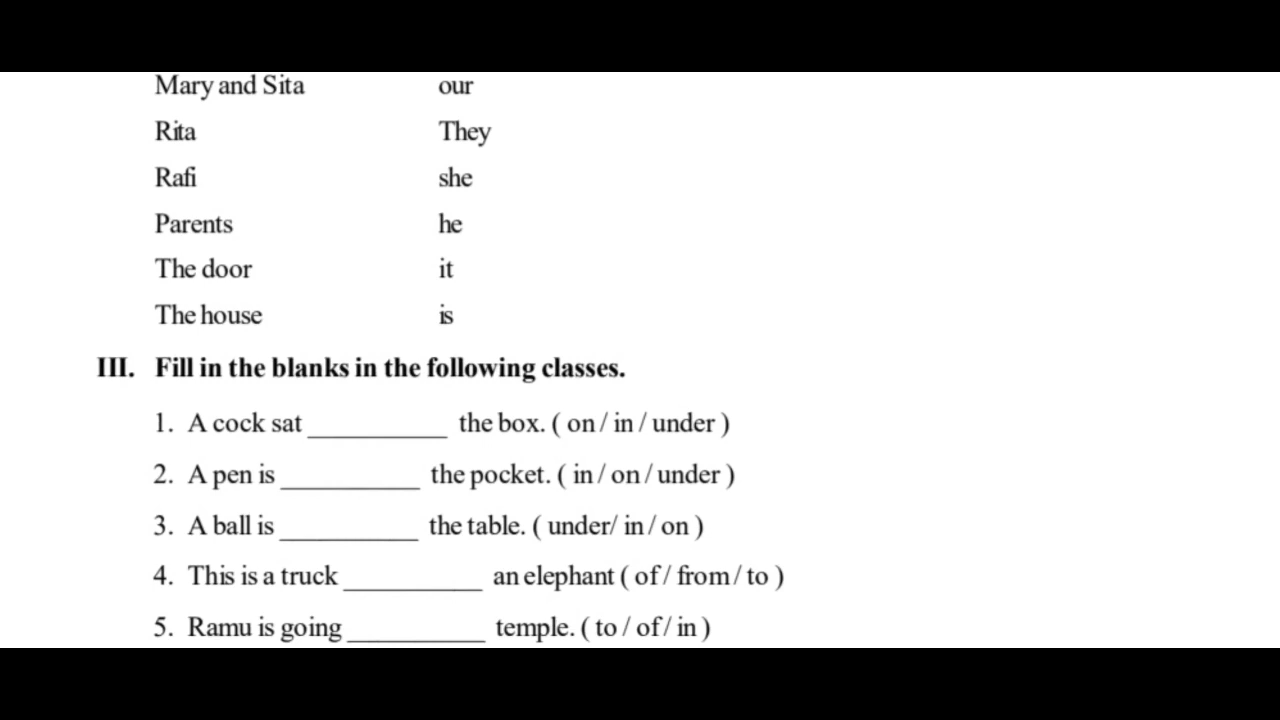 Mary and Sita our
Rita They
Rafi she
Parents he
The door it
The house is
III. Fill in the blanks in the following classes.
1. A cock sat __________ the box. ( on / in / under )
2. A pen is __________ the pocket. ( in / on / under )
3. A ball is __________ the table. ( under/ in / on )
4. This is a truck __________ an elephant ( of / from / to )
5. Ramu is going __________ temple. ( to / of / in )